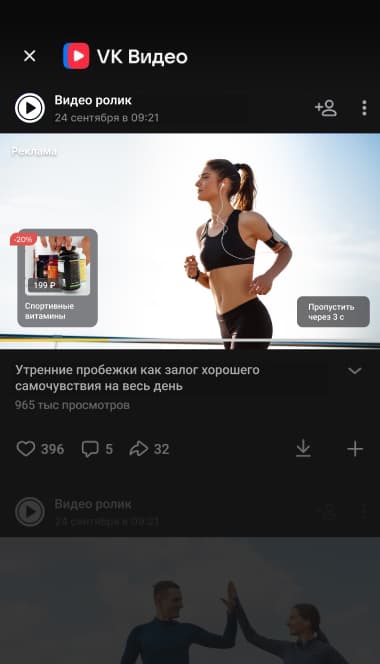 VK Видео
Видео ролик
24 сентября в 09:21
Реклама
-20%
199 ₽
Спортивные
витамины
Пропустить
через 3 с
Утренние пробежки как залог хорошего
самочувствия на весь день
965 тыс просмотров
396
5
32
Видео ролик
24 сентября в 09:21